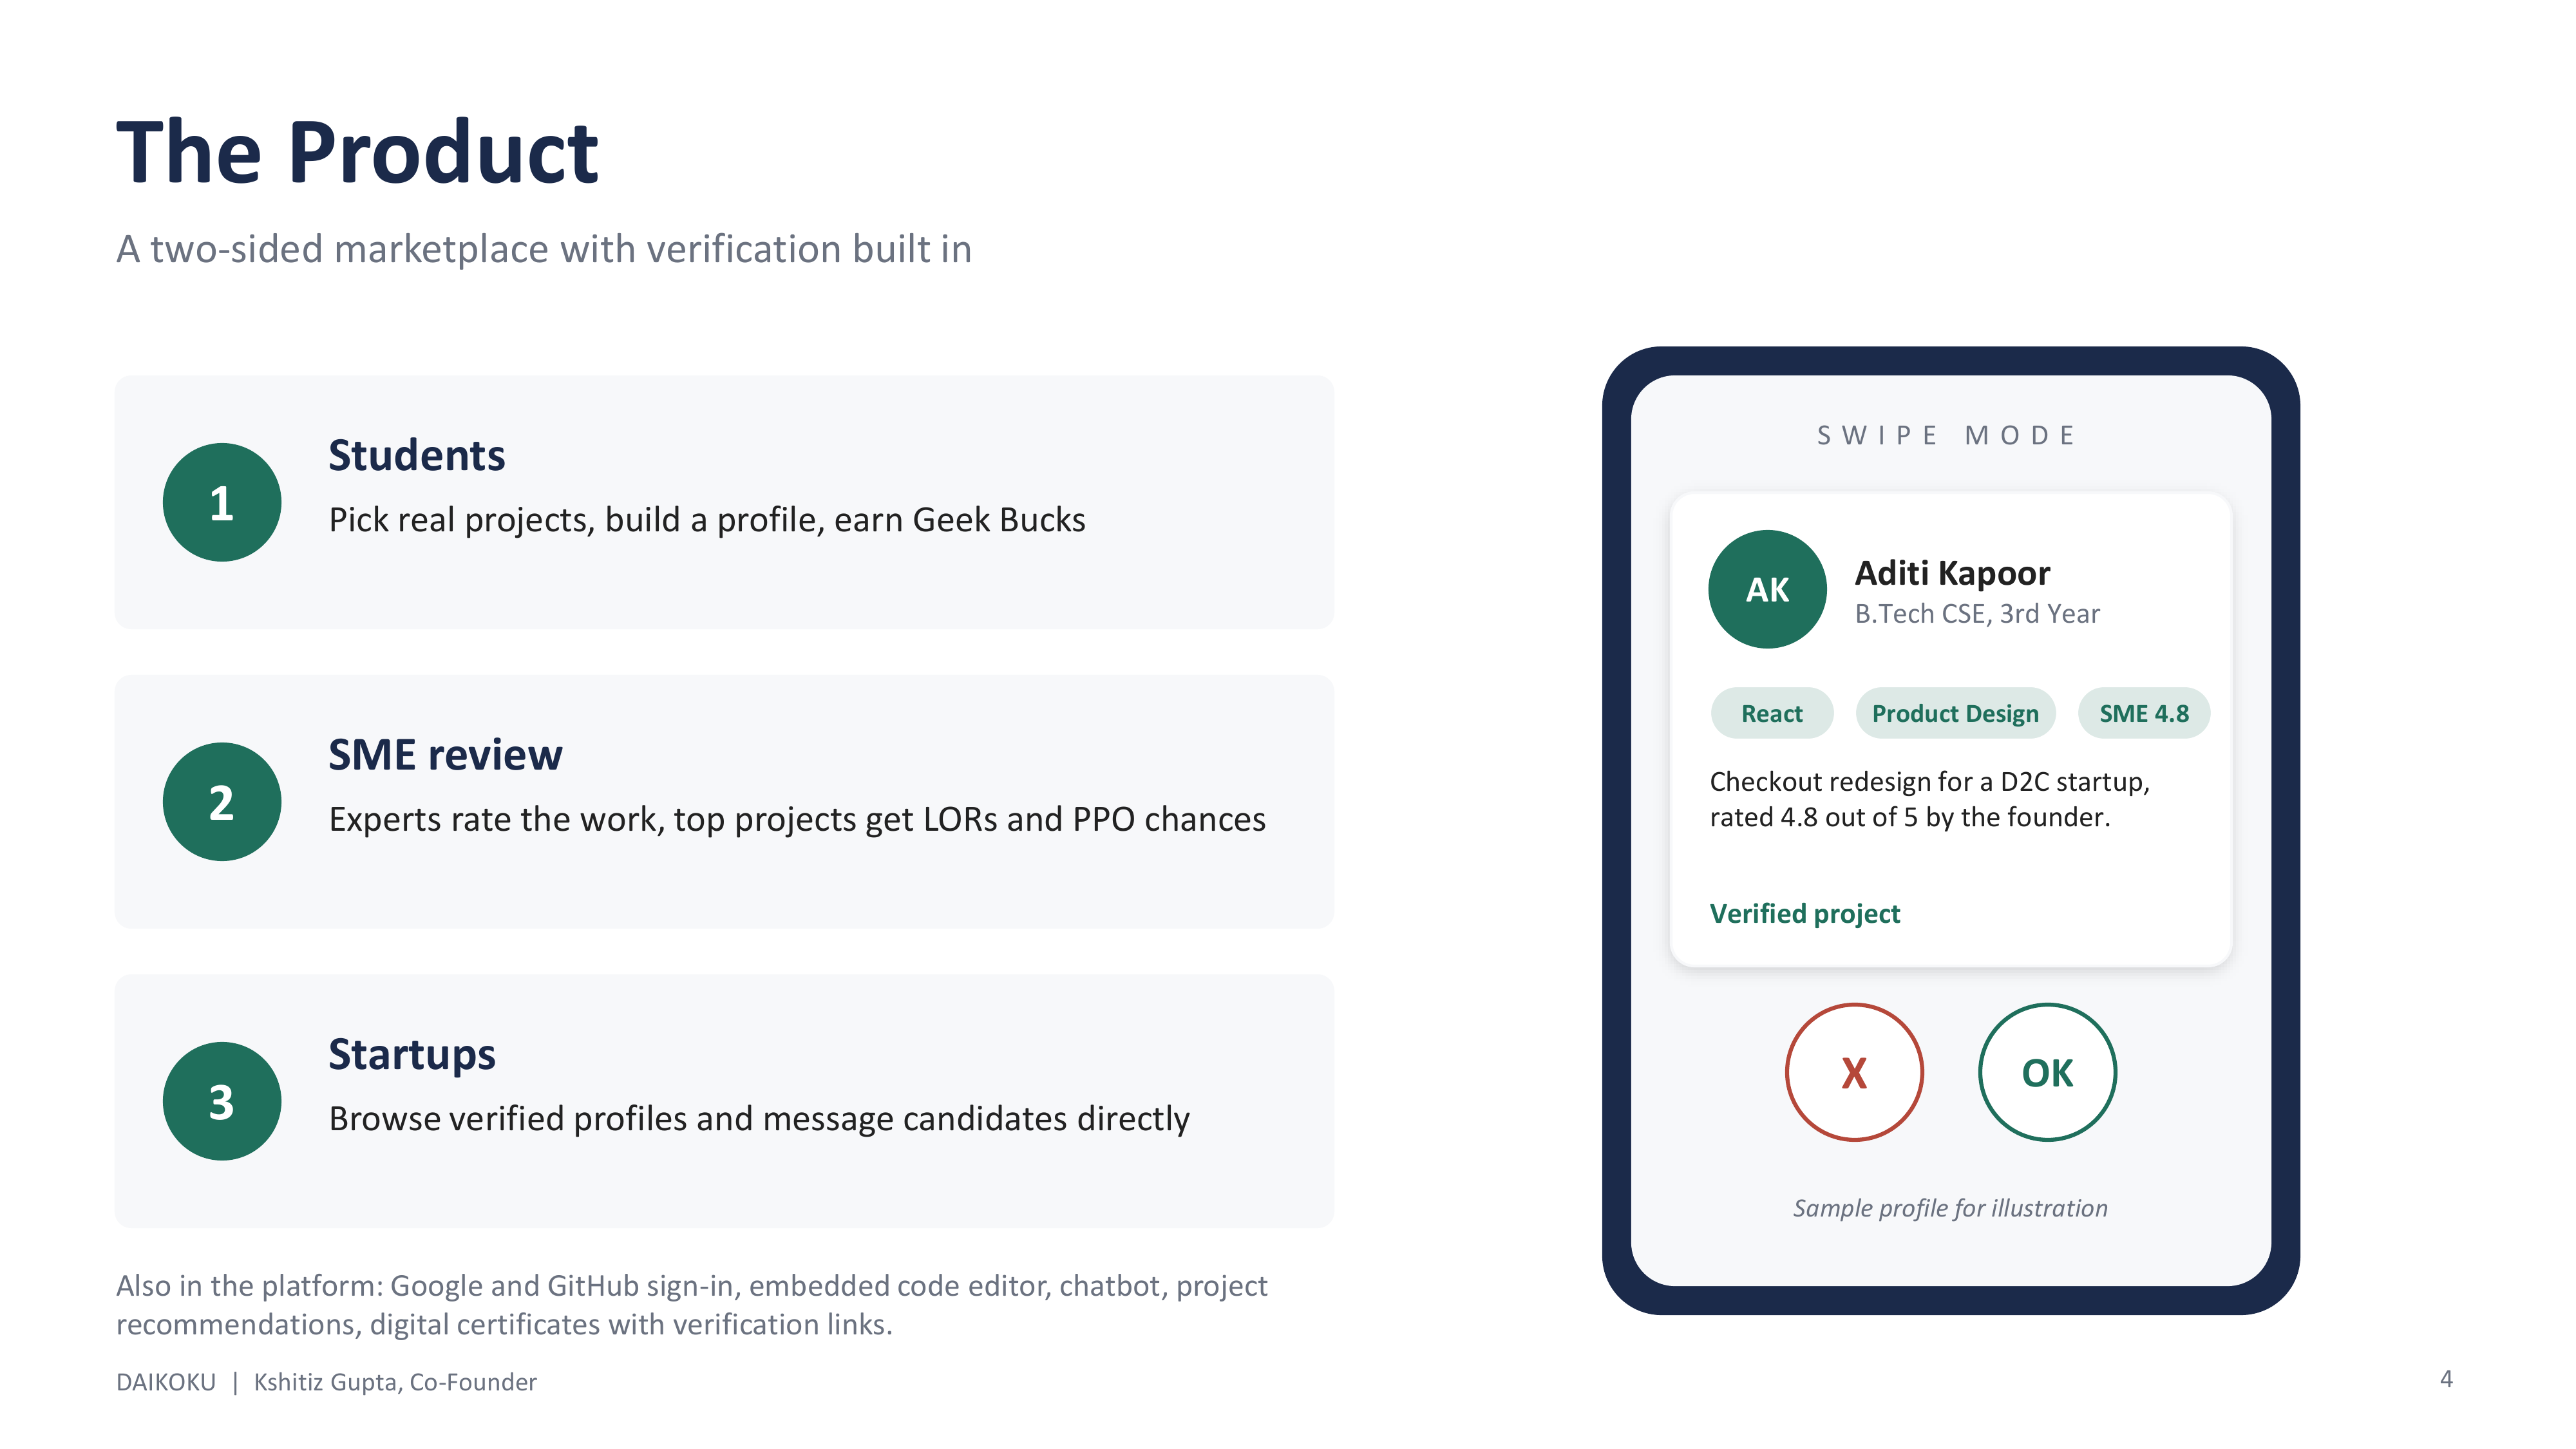 The Product
A two-sided marketplace with verification built in
1
Students
Pick real projects, build a profile, earn Geek Bucks
2
SME review
Experts rate the work, top projects get LORs and PPO chances
3
Startups
Browse verified profiles and message candidates directly
Also in the platform: Google and GitHub sign-in, embedded code editor, chatbot, project
recommendations, digital certificates with verification links.
SWIPE MODE
AK
Aditi Kapoor
B.Tech CSE, 3rd Year
React
Product Design
SME 4.8
Checkout redesign for a D2C startup,
rated 4.8 out of 5 by the founder.
Verified project
X
OK
Sample profile for illustration
DAIKOKU | Kshitiz Gupta, Co-Founder
4